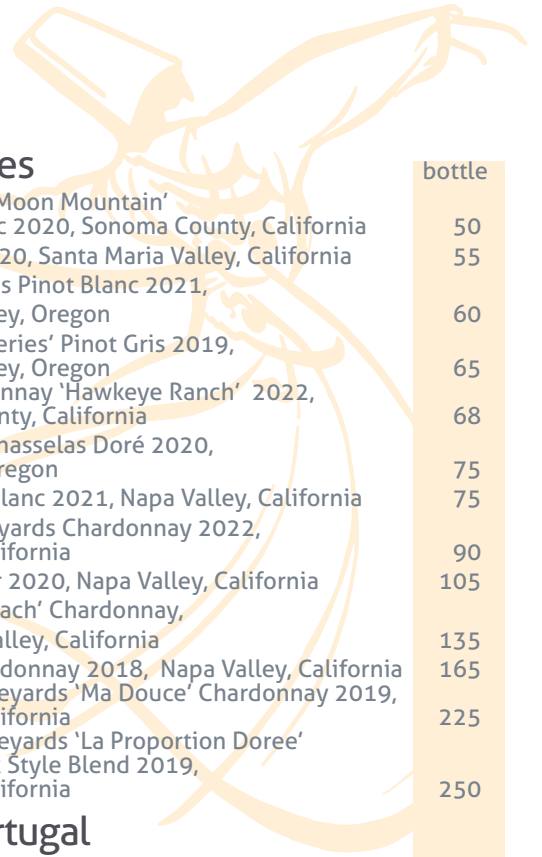 es
bottle
Moon Mountain’
c 2020, Sonoma County, California 50
20, Santa Maria Valley, California 55
s Pinot Blanc 2021,
ey, Oregon 60
eries’ Pinot Gris 2019,
ey, Oregon 65
nnay ‘Hawkeye Ranch’ 2022,
nty, California 68
hasselas Doré 2020,
regon 75
lanc 2021, Napa Valley, California 75
yards Chardonnay 2022,
ifornia 90
r 2020, Napa Valley, California 105
ach’ Chardonnay,
alley, California 135
donnay 2018, Napa Valley, California 165
eyards ‘Ma Douce’ Chardonnay 2019,
ifornia 225
eyards ‘La Proportion Doree’
Style Blend 2019,
ifornia 250
rtugal